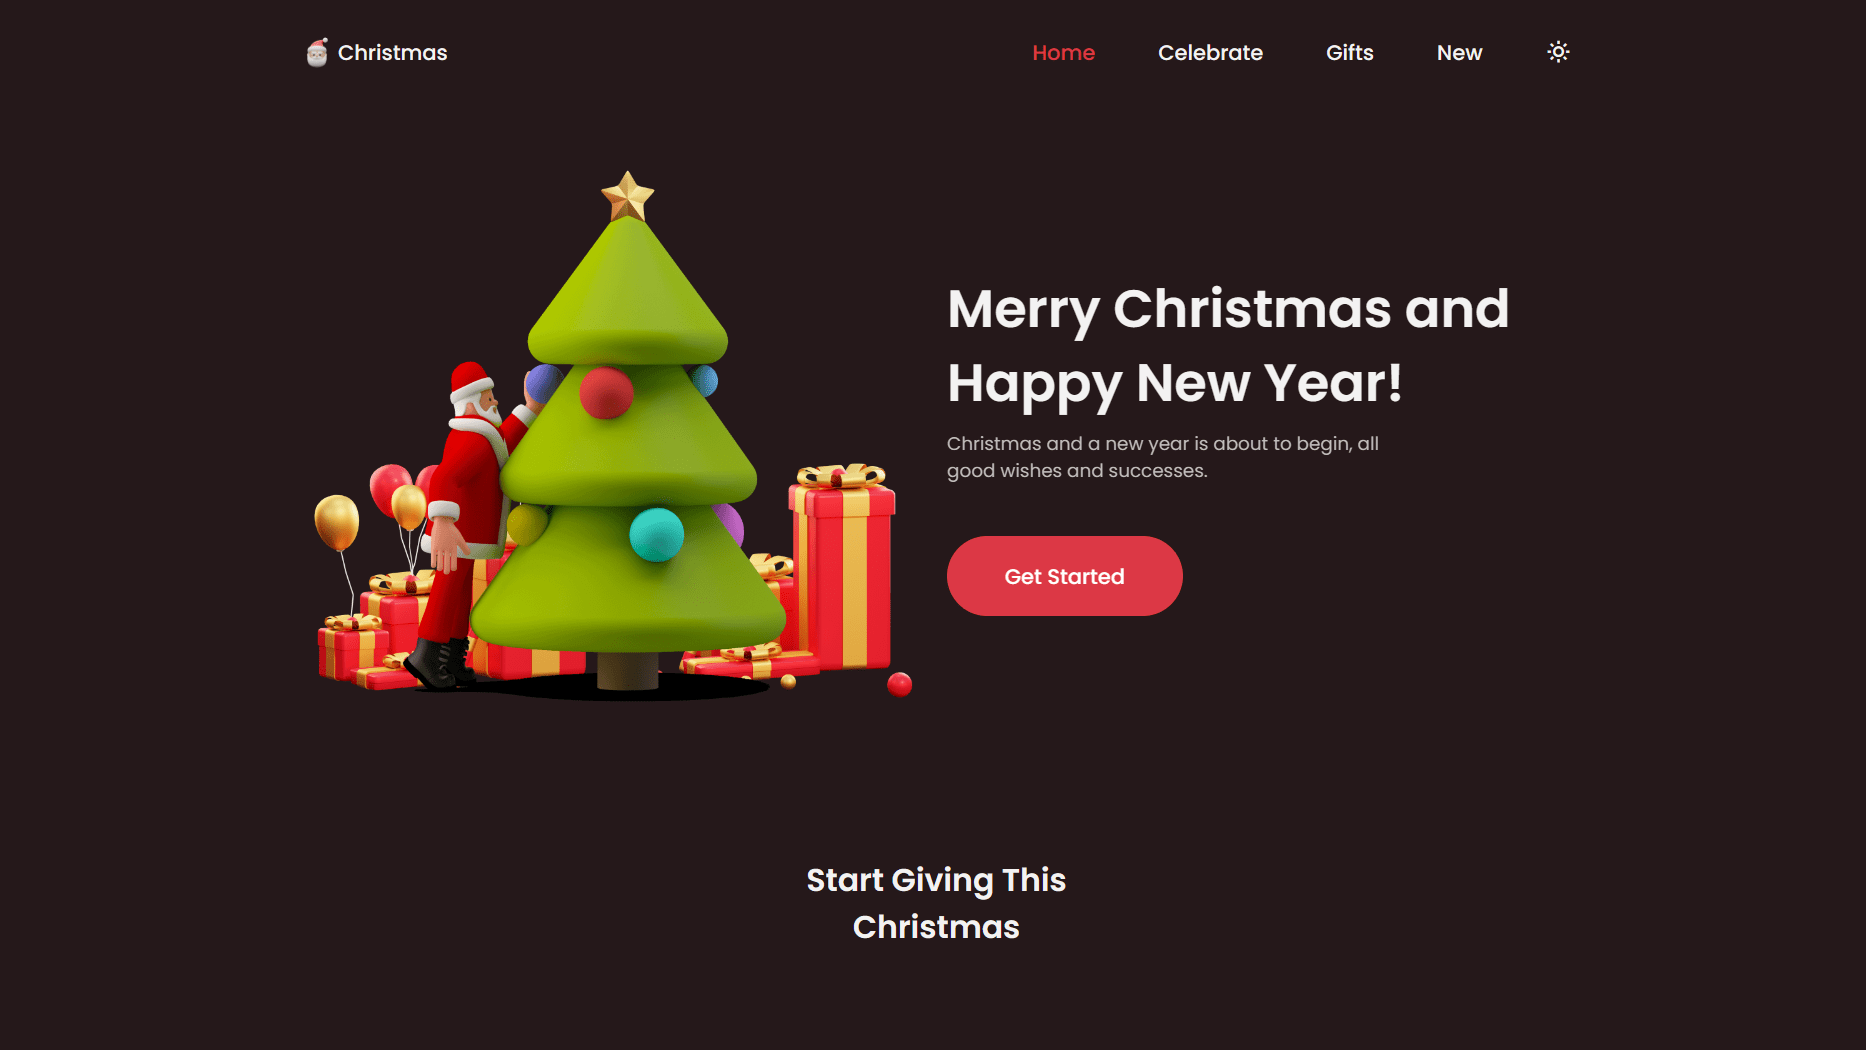 Christmas
Home
Celebrate
Gifts
New
Merry Christmas and
Happy New Year!
Christmas and a new year is about to begin, all
good wishes and successes.
Get Started
Start Giving This
Christmas